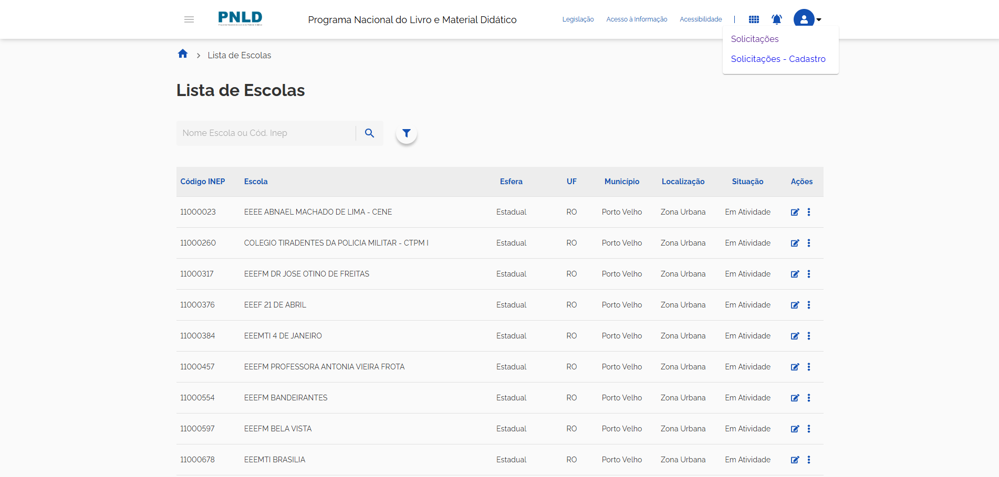 PNLD
Programa Nacional do Livro e Material Didático
Legislação
Acesso à Informação
Acessibilidade
Solicitações
Solicitações - Cadastro
Lista de Escolas
Lista de Escolas
Nome Escola ou Cód. Inep
Código INEP Escola Esfera UF Município Localização Situação Ações
11000023 EEEE ABNAEL MACHADO DE LIMA - CENE Estadual RO Porto Velho Zona Urbana Em Atividade
11000260 COLEGIO TIRADENTES DA POLICIA MILITAR - CTPM I Estadual RO Porto Velho Zona Urbana Em Atividade
11000317 EEEFM DR JOSE OTINO DE FREITAS Estadual RO Porto Velho Zona Urbana Em Atividade
11000376 EEEF 21 DE ABRIL Estadual RO Porto Velho Zona Urbana Em Atividade
11000384 EEEMTI 4 DE JANEIRO Estadual RO Porto Velho Zona Urbana Em Atividade
11000457 EEEFM PROFESSORA ANTONIA VIEIRA FROTA Estadual RO Porto Velho Zona Urbana Em Atividade
11000554 EEEFM BANDEIRANTES Estadual RO Porto Velho Zona Urbana Em Atividade
11000597 EEEFM BELA VISTA Estadual RO Porto Velho Zona Urbana Em Atividade
11000678 EEEMTI BRASILIA Estadual RO Porto Velho Zona Urbana Em Atividade